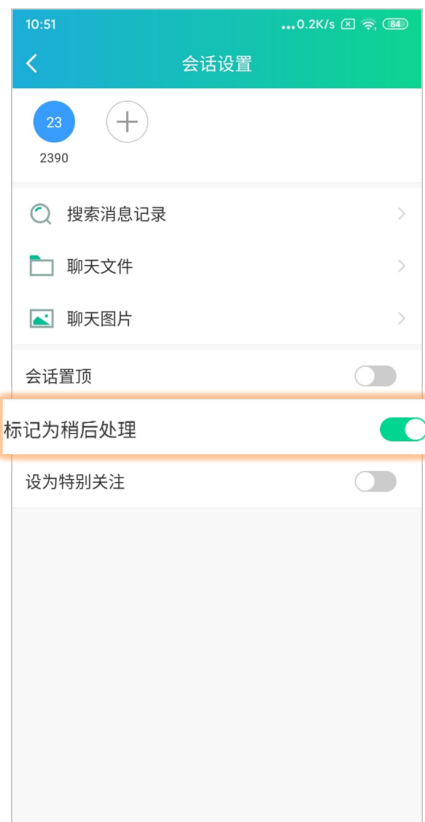 10:51
...0.2K/s 84
会话设置
23
2390
搜索消息记录
聊天文件
聊天图片
会话置顶
标记为稍后处理
设为特别关注